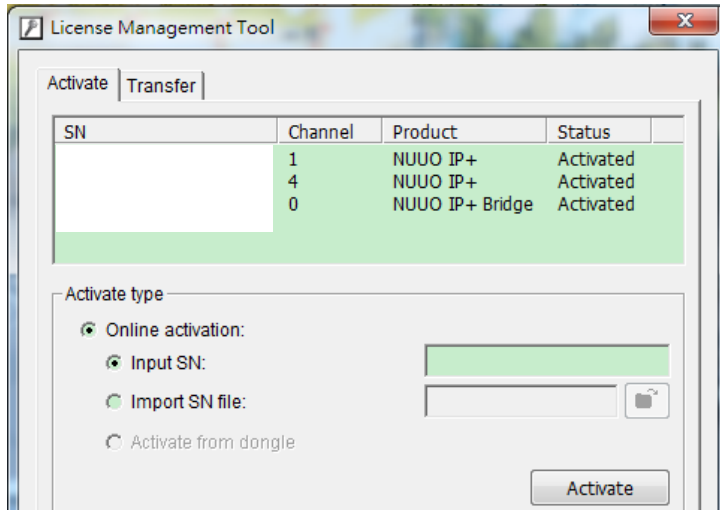 License Management Tool
Activate Transfer
SN Channel Product Status
1 NUUO IP+ Activated
4 NUUO IP+ Activated
0 NUUO IP+ Bridge Activated
Activate type
Online activation:
Input SN:
Import SN file:
Activate from dongle
Activate